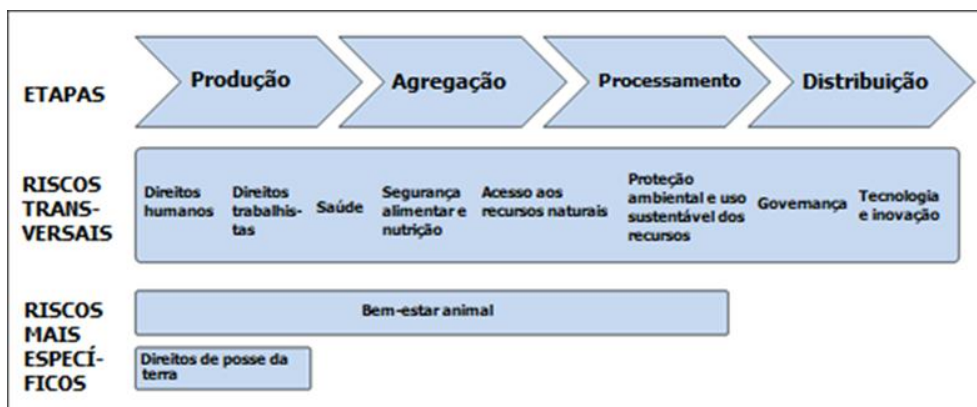 ETAPAS
Produção
Agregação
Processamento
Distribuição
RISCOS
TRANS-
VERSAIS
Direitos
humanos
Direitos
trabalhis-
tas
Saúde
Segurança
alimentar e
nutrição
Acesso aos
recursos naturais
Proteção
ambiental e uso
sustentável dos
recursos
Governança
Tecnologia
e inovação
RISCOS
MAIS
ESPECÍ-
FICOS
Bem-estar animal
Direitos de posse da
terra